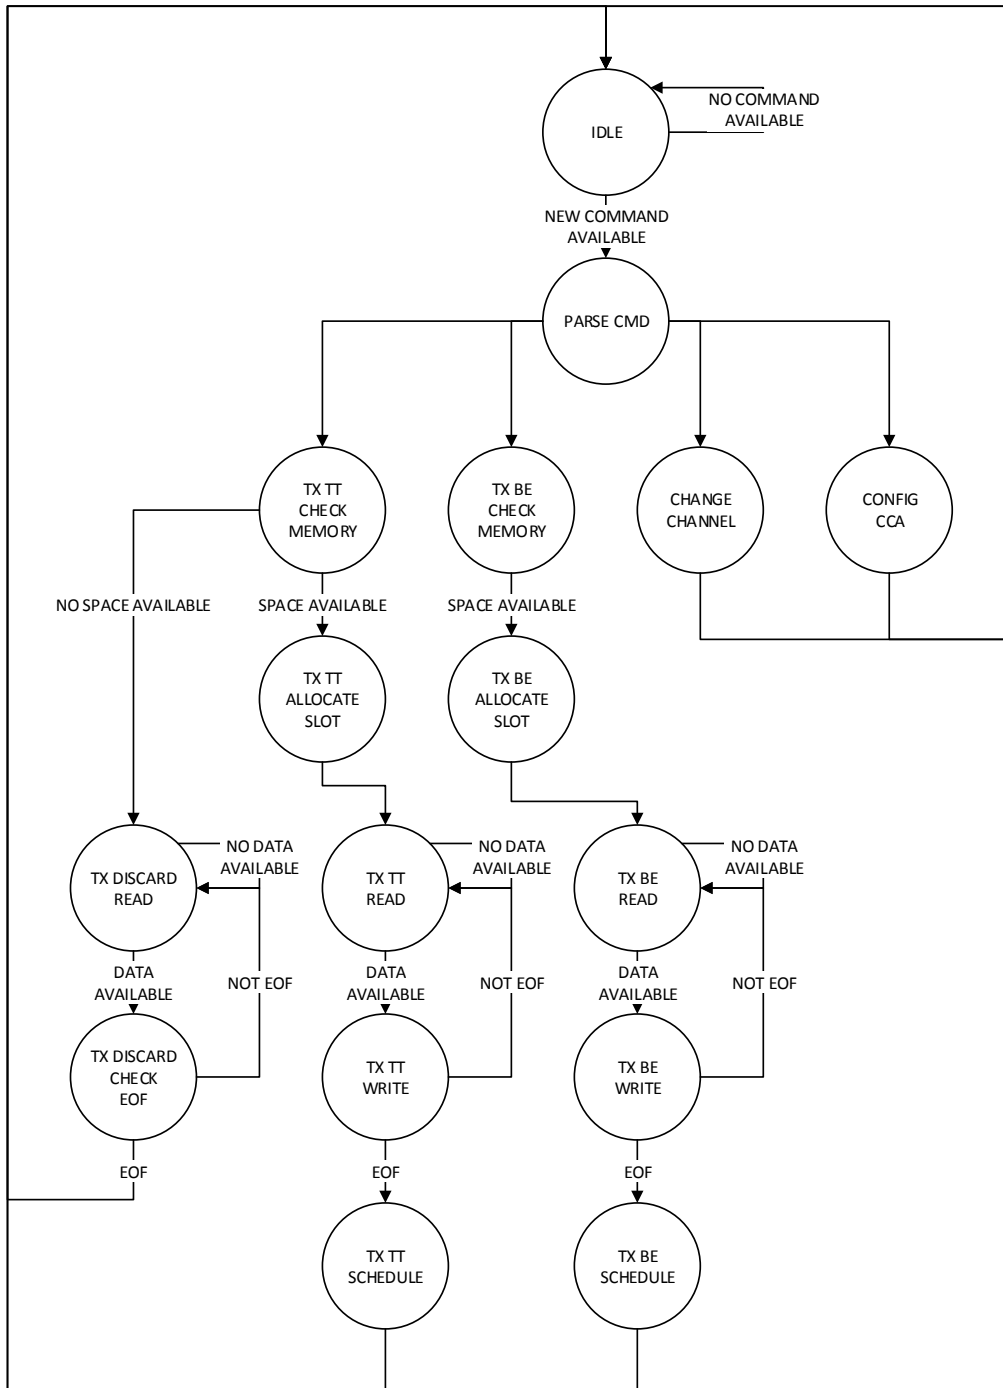 IDLE
NO COMMAND
AVAILABLE
NEW COMMAND
AVAILABLE
PARSE CMD
TX TT
CHECK
MEMORY
TX BE
CHECK
MEMORY
CHANGE
CHANNEL
CONFIG
CCA
NO SPACE AVAILABLE
SPACE AVAILABLE
SPACE AVAILABLE
TX TT
ALLOCATE
SLOT
TX BE
ALLOCATE
SLOT
TX DISCARD
READ
NO DATA
AVAILABLE
TX TT
READ
NO DATA
AVAILABLE
TX BE
READ
NO DATA
AVAILABLE
DATA
AVAILABLE
NOT EOF
DATA
AVAILABLE
NOT EOF
DATA
AVAILABLE
NOT EOF
TX DISCARD
CHECK
EOF
TX TT
WRITE
TX BE
WRITE
EOF
EOF
EOF
TX TT
SCHEDULE
TX BE
SCHEDULE